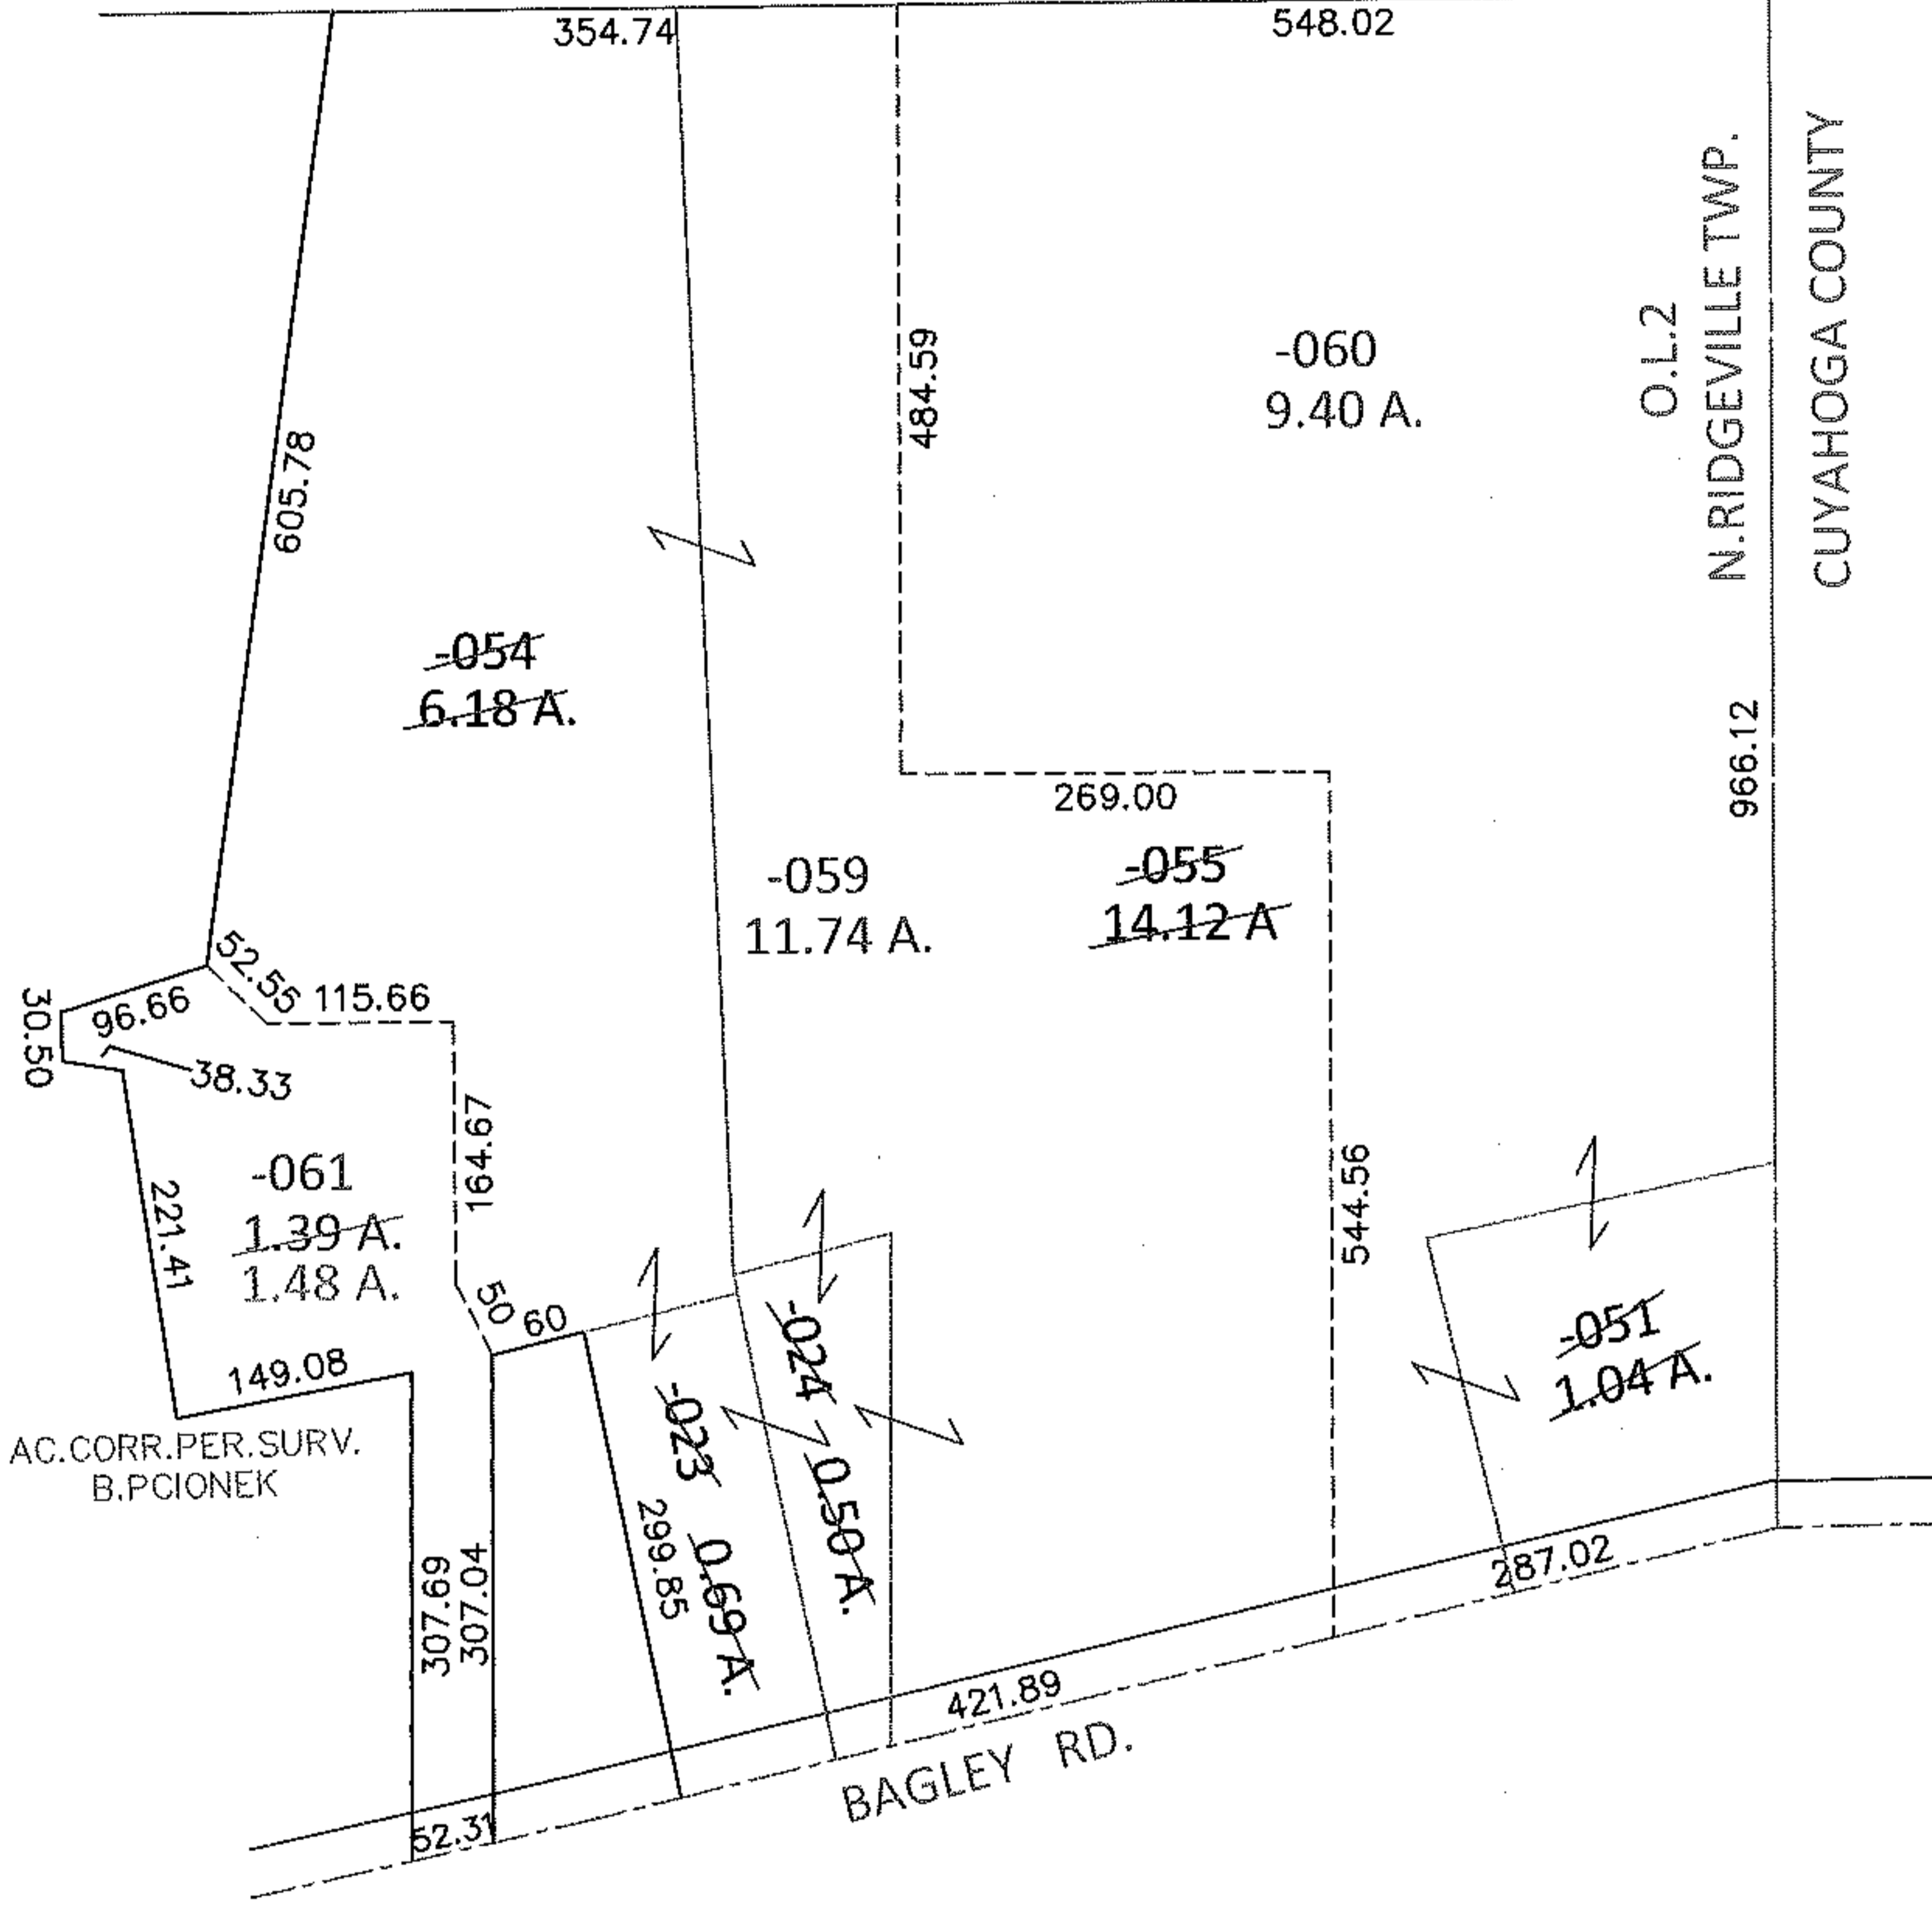 354.74
548.02
O.L.2
N.RIDGEVILLE TWP.
CUYAHOGA COUNTY
484.59
-060
9.40 A.
605.78
-054
6.18 A.
966.12
269.00
-059
11.74 A.
-055
14.12 A
52.55
115.66
96.66
30.50
38.33
164.67
-061
1.39 A.
1.48 A.
221.41
544.56
50
60
-024 0.50 A.
-051
1.04 A.
149.08
-023 0.69 A.
299.85
AC.CORR.PER.SURV.
B.PCIONEK
307.69
307.04
287.02
421.89
BAGLEY RD.
52.31